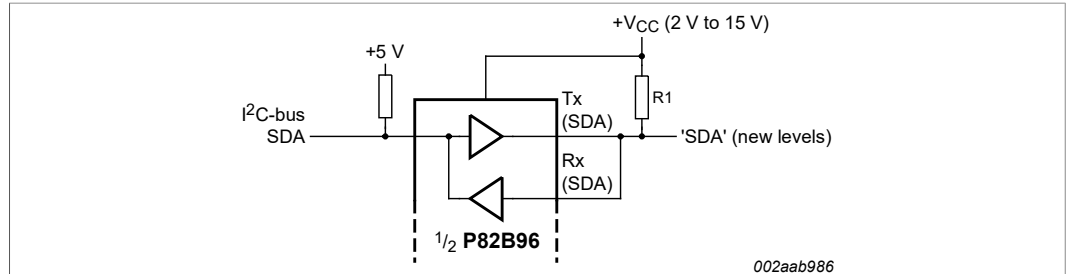 +VCC (2 V to 15 V)
+5 V
R1
Tx
(SDA)
I2C-bus
SDA
'SDA' (new levels)
Rx
(SDA)
1/2 P82B96
002aab986